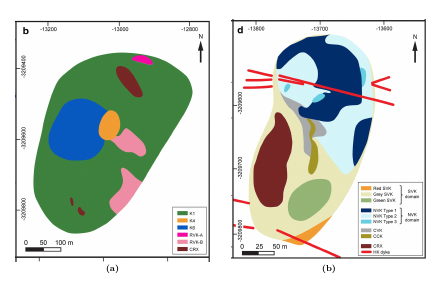 -13200
-13000
-12800
b
N
-3209400
-3209600
-3209800
K1
K4
K8
RVK-A
RVK-B
CRX
0
50
100 m
(a)
-13800
-13700
-13600
d
N
-3209600
-3209700
-3209800
Red SVK
Grey SVK
Green SVK
SVK
domain
NVK Type 1
NVK Type 2
NVK Type 3
NVK
domain
CVK
CCK
CRX
HK dyke
0
25
50 m
(b)